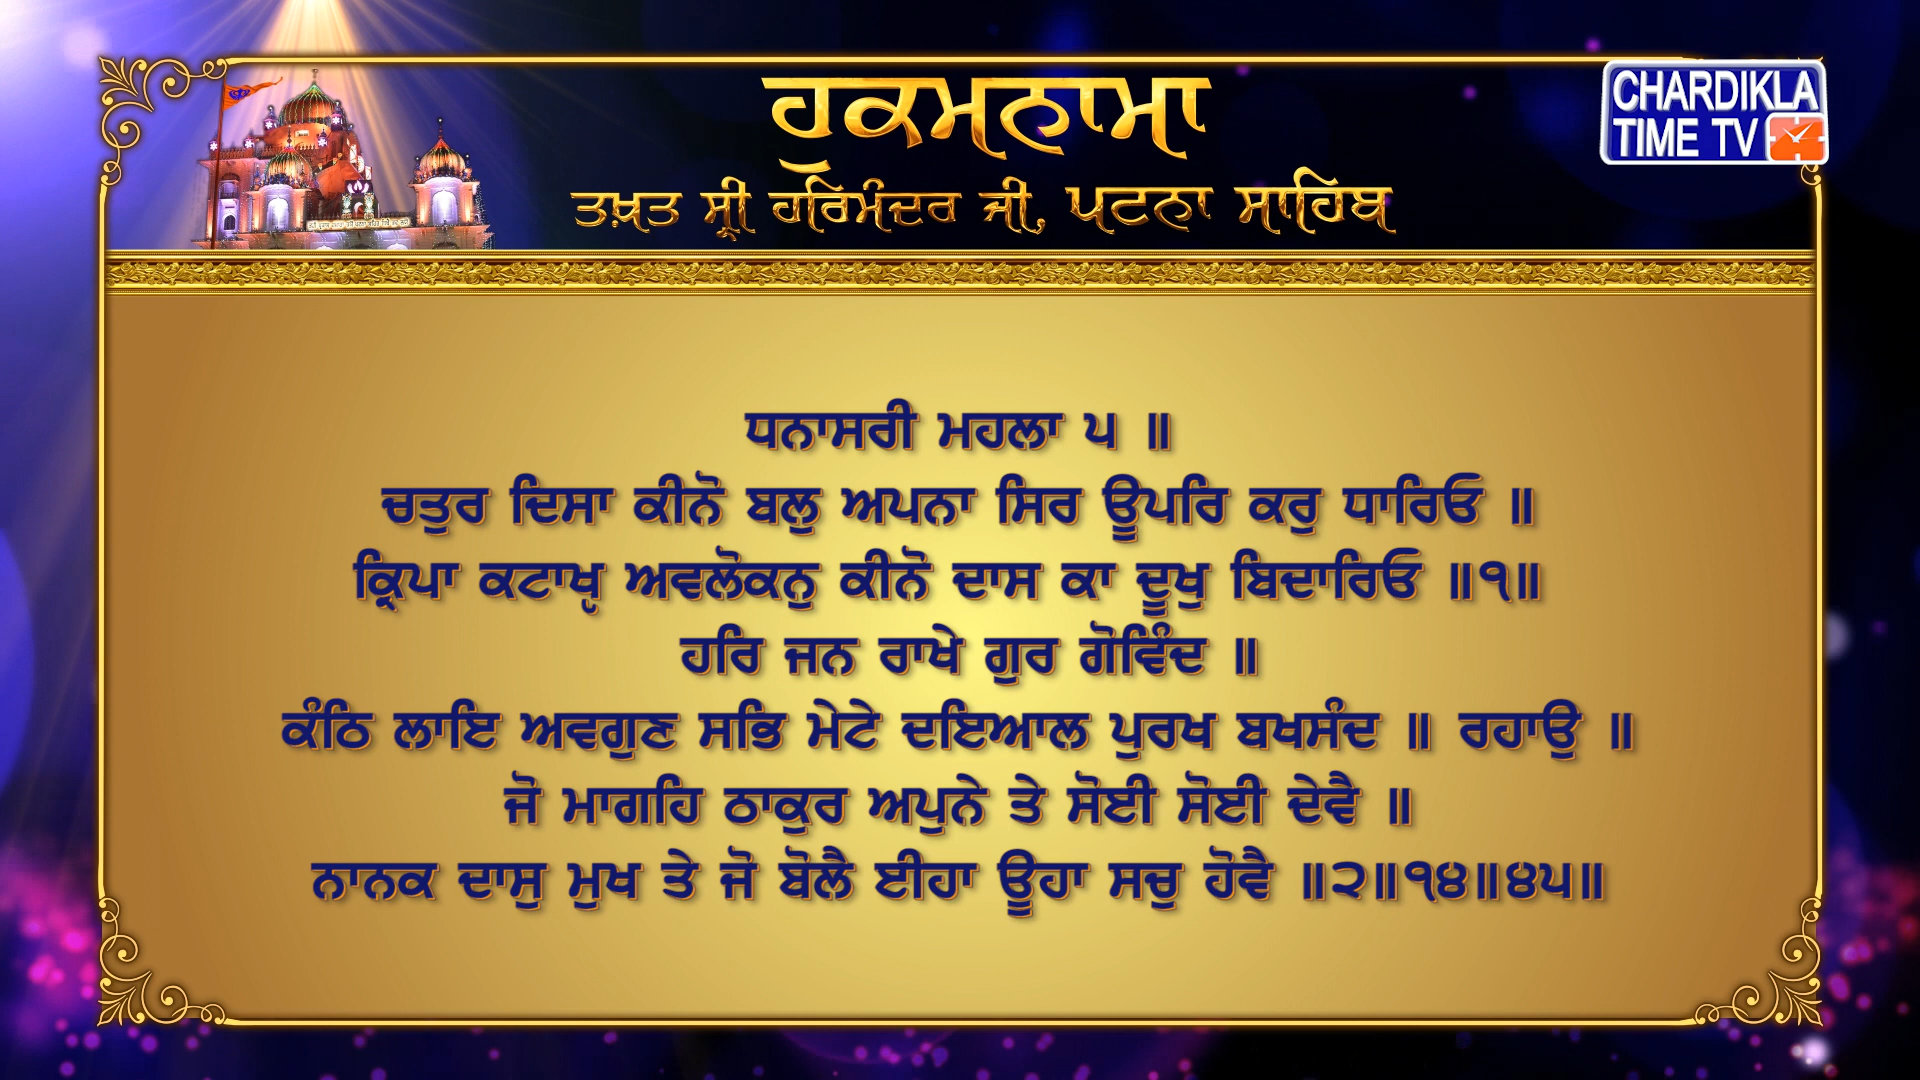 ਹੁਕਮਨਾਮਾ
ਤਖ਼ਤ ਸ੍ਰੀ ਹਰਿਮੰਦਰ ਜੀ, ਪਟਨਾ ਸਾਹਿਬ
CHARDIKLA
TIME TV
ਧਨਾਸਰੀ ਮਹਲਾ ੫ ॥
ਚਤੁਰ ਦਿਸਾ ਕੀਨੋ ਬਲੁ ਅਪਨਾ ਸਿਰ ਊਪਰਿ ਕਰੁ ਧਾਰਿਓ ॥
ਕ੍ਰਿਪਾ ਕਟਾਖੵ ਅਵਲੋਕਨੁ ਕੀਨੋ ਦਾਸ ਕਾ ਦੂਖੁ ਬਿਦਾਰਿਓ ॥੧॥
ਹਰਿ ਜਨ ਰਾਖੇ ਗੁਰ ਗੋਵਿੰਦ ॥
ਕੰਠਿ ਲਾਇ ਅਵਗੁਣ ਸਭਿ ਮੇਟੇ ਦਇਆਲ ਪੁਰਖ ਬਖਸੰਦ ॥ ਰਹਾਉ ॥
ਜੋ ਮਾਗਹਿ ਠਾਕੁਰ ਅਪੁਨੇ ਤੇ ਸੋਈ ਸੋਈ ਦੇਵੈ ॥
ਨਾਨਕ ਦਾਸੁ ਮੁਖ ਤੇ ਜੋ ਬੋਲੈ ਈਹਾ ਊਹਾ ਸਚੁ ਹੋਵੈ ॥੨॥੧੪॥੪੫॥